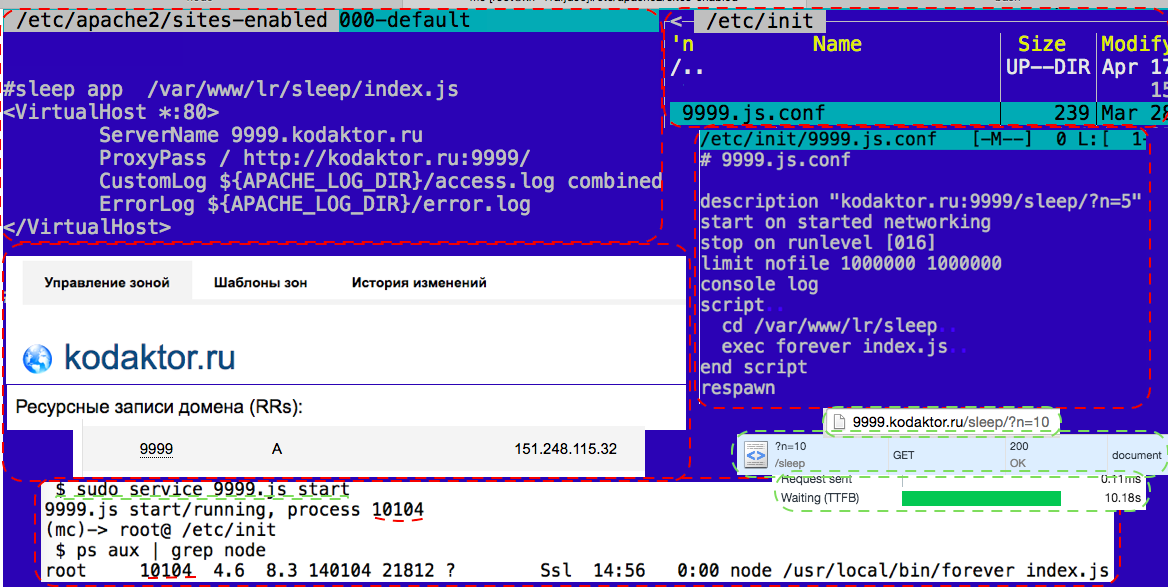 /etc/apache2/sites-enabled 000-default
#sleep app  /var/www/lr/sleep/index.js
<VirtualHost *:80>
ServerName 9999.kodaktor.ru
ProxyPass / http://kodaktor.ru:9999/
CustomLog ${APACHE_LOG_DIR}/access.log combined
ErrorLog ${APACHE_LOG_DIR}/error.log
</VirtualHost>
< /etc/init
'n Name Size Modify
/.. UP--DIR Apr 17
15
9999.js.conf 239 Mar 28
/etc/init/9999.js.conf [-M--] 0 L:[ 1-
# 9999.js.conf
description "kodaktor.ru:9999/sleep/?n=5"
start on started networking
stop on runlevel [016]
limit nofile 1000000 1000000
console log
script..
cd /var/www/lr/sleep..
exec forever index.js..
end script
respawn
Управление зоной Шаблоны зон История изменений
kodaktor.ru
Ресурсные записи домена (RRs):
9999 A 151.248.115.32
9999.kodaktor.ru/sleep/?n=10
?n=10 GET 200 document
/sleep OK
Request sent 0.11ms
Waiting (TTFB) 10.18s
$ sudo service 9999.js start
9999.js start/running, process 10104
(mc)-> root@ /etc/init
$ ps aux | grep node
root 10104 4.6 8.3 140104 21812 ? Ssl 14:56 0:00 node /usr/local/bin/forever index.js